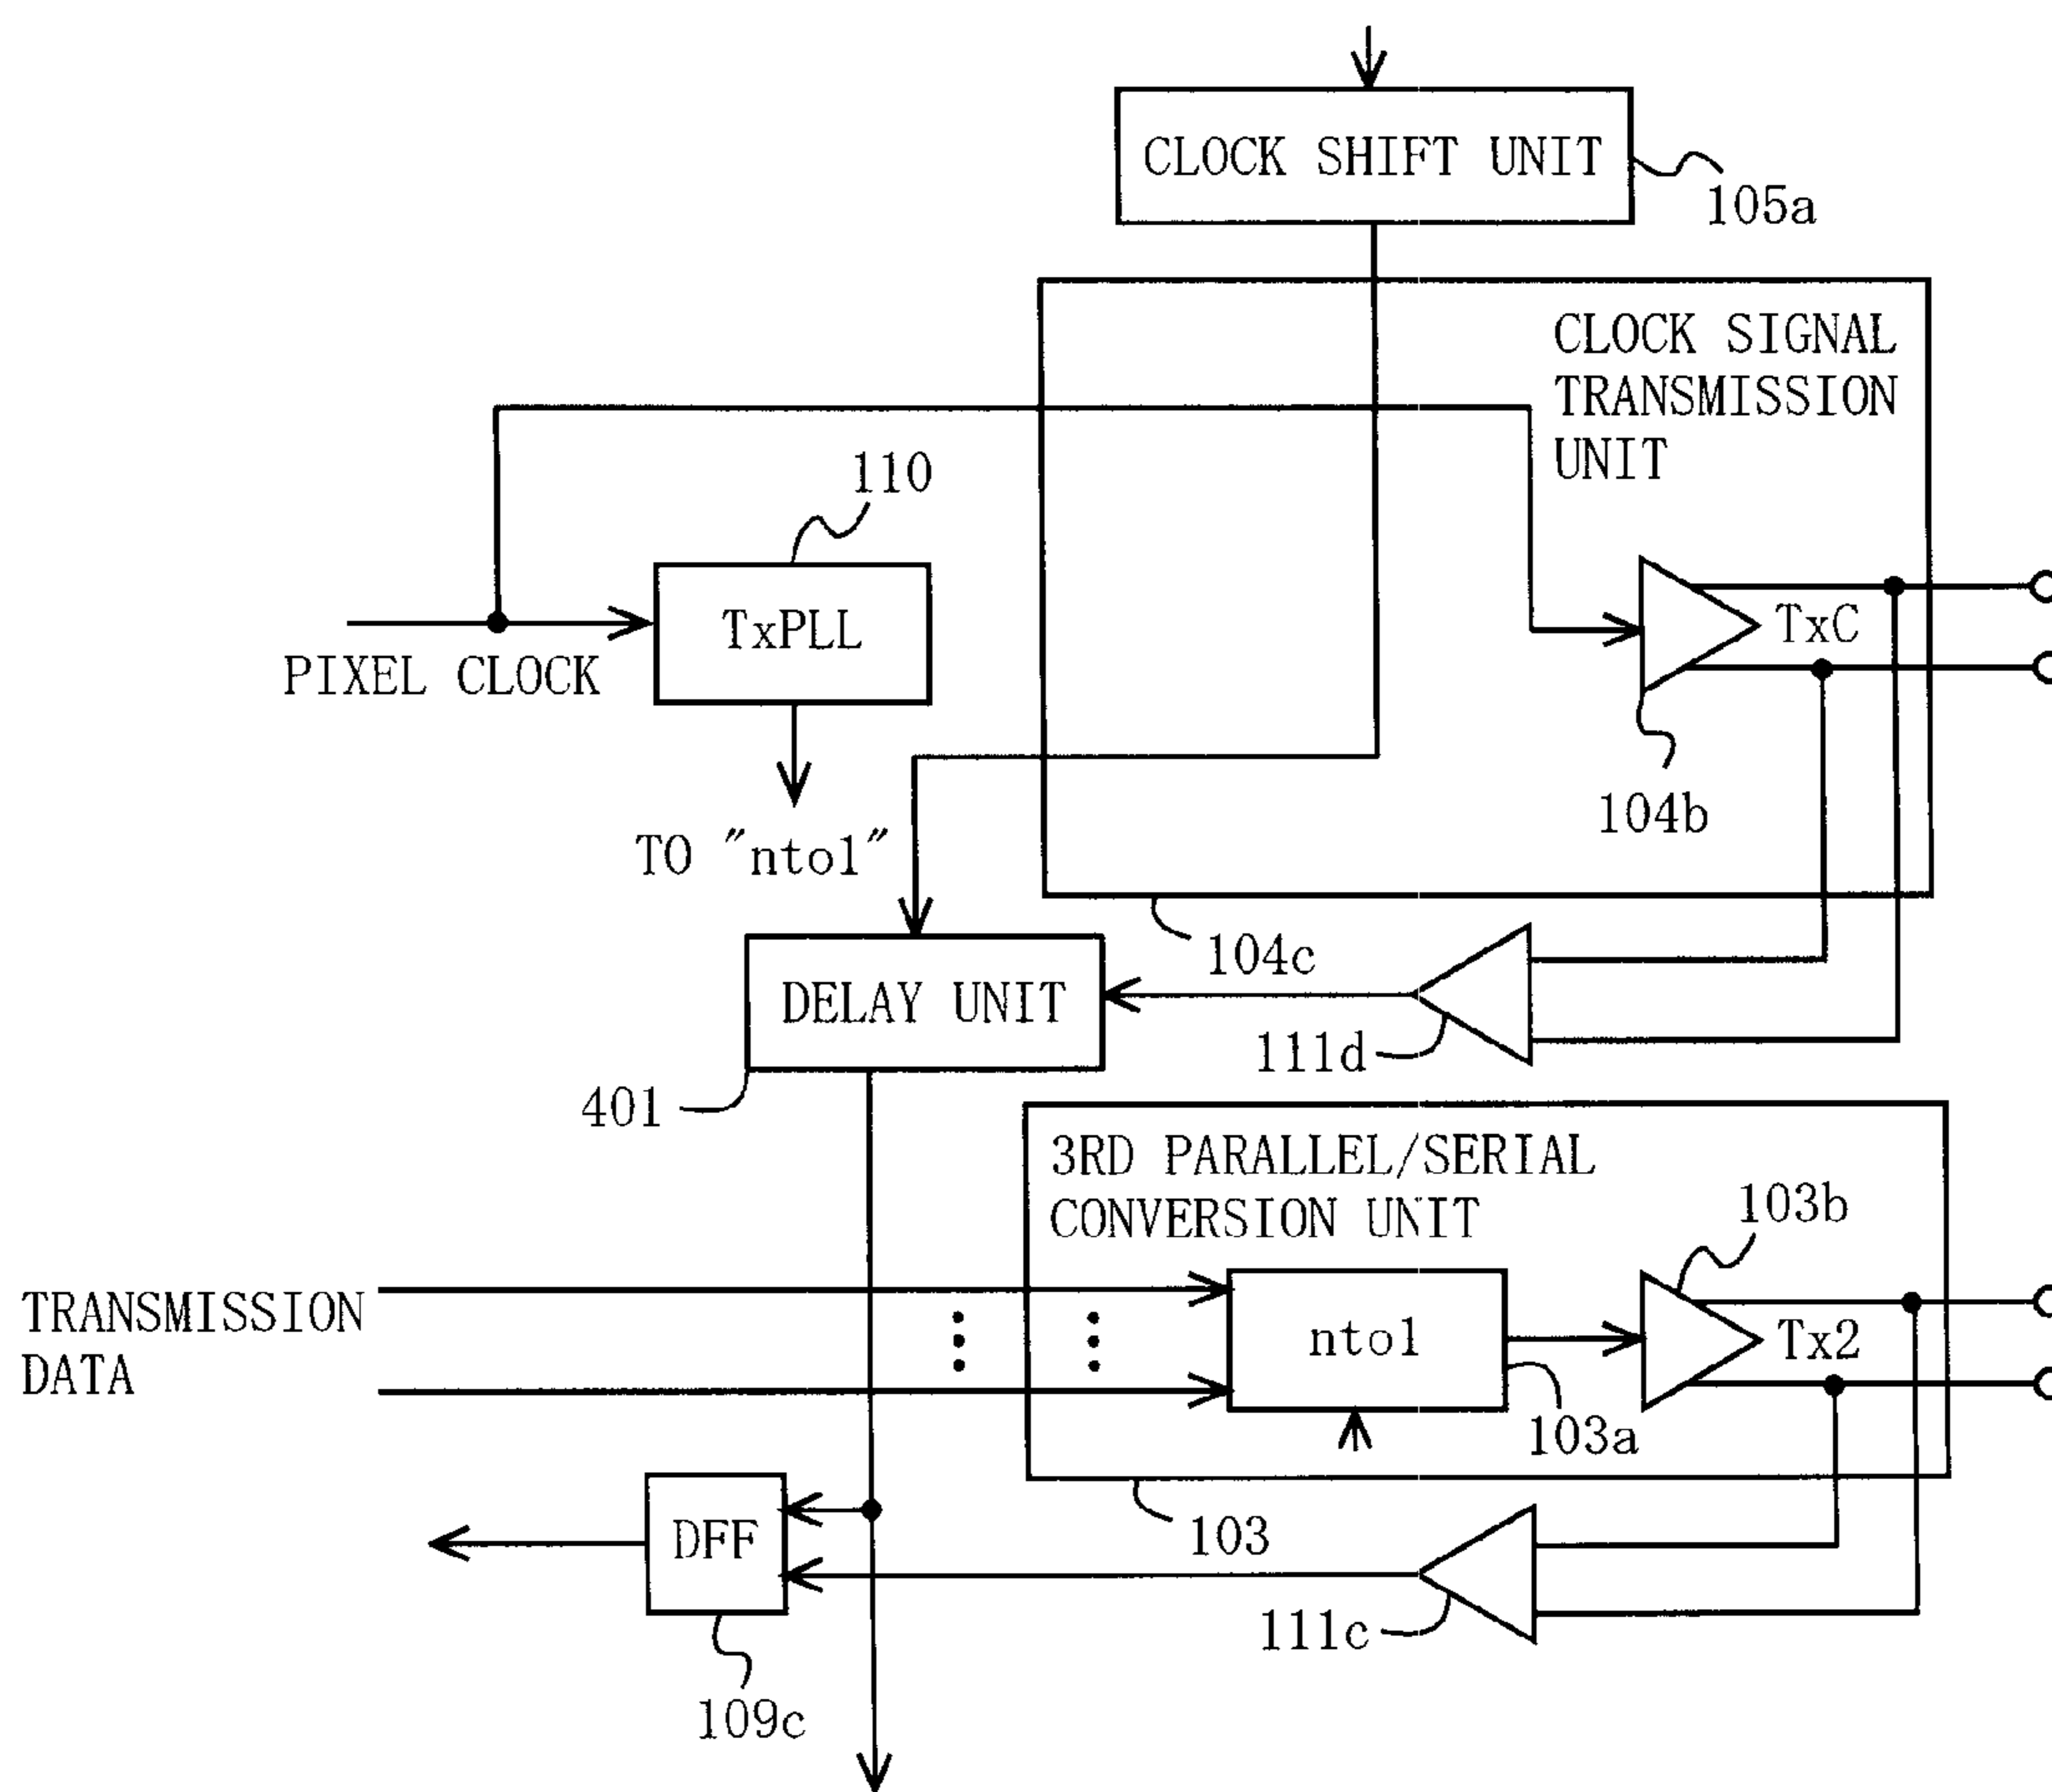 CLOCK SHIFT UNIT
105a
CLOCK SIGNAL
TRANSMISSION
UNIT
110
TxPLL
TxC
PIXEL CLOCK
104b
TO "nto1"
104c
DELAY UNIT
111d
401
3RD PARALLEL/SERIAL
CONVERSION UNIT
103b
TRANSMISSION
DATA
nto1
Tx2
103a
DFF
103
111c
109c